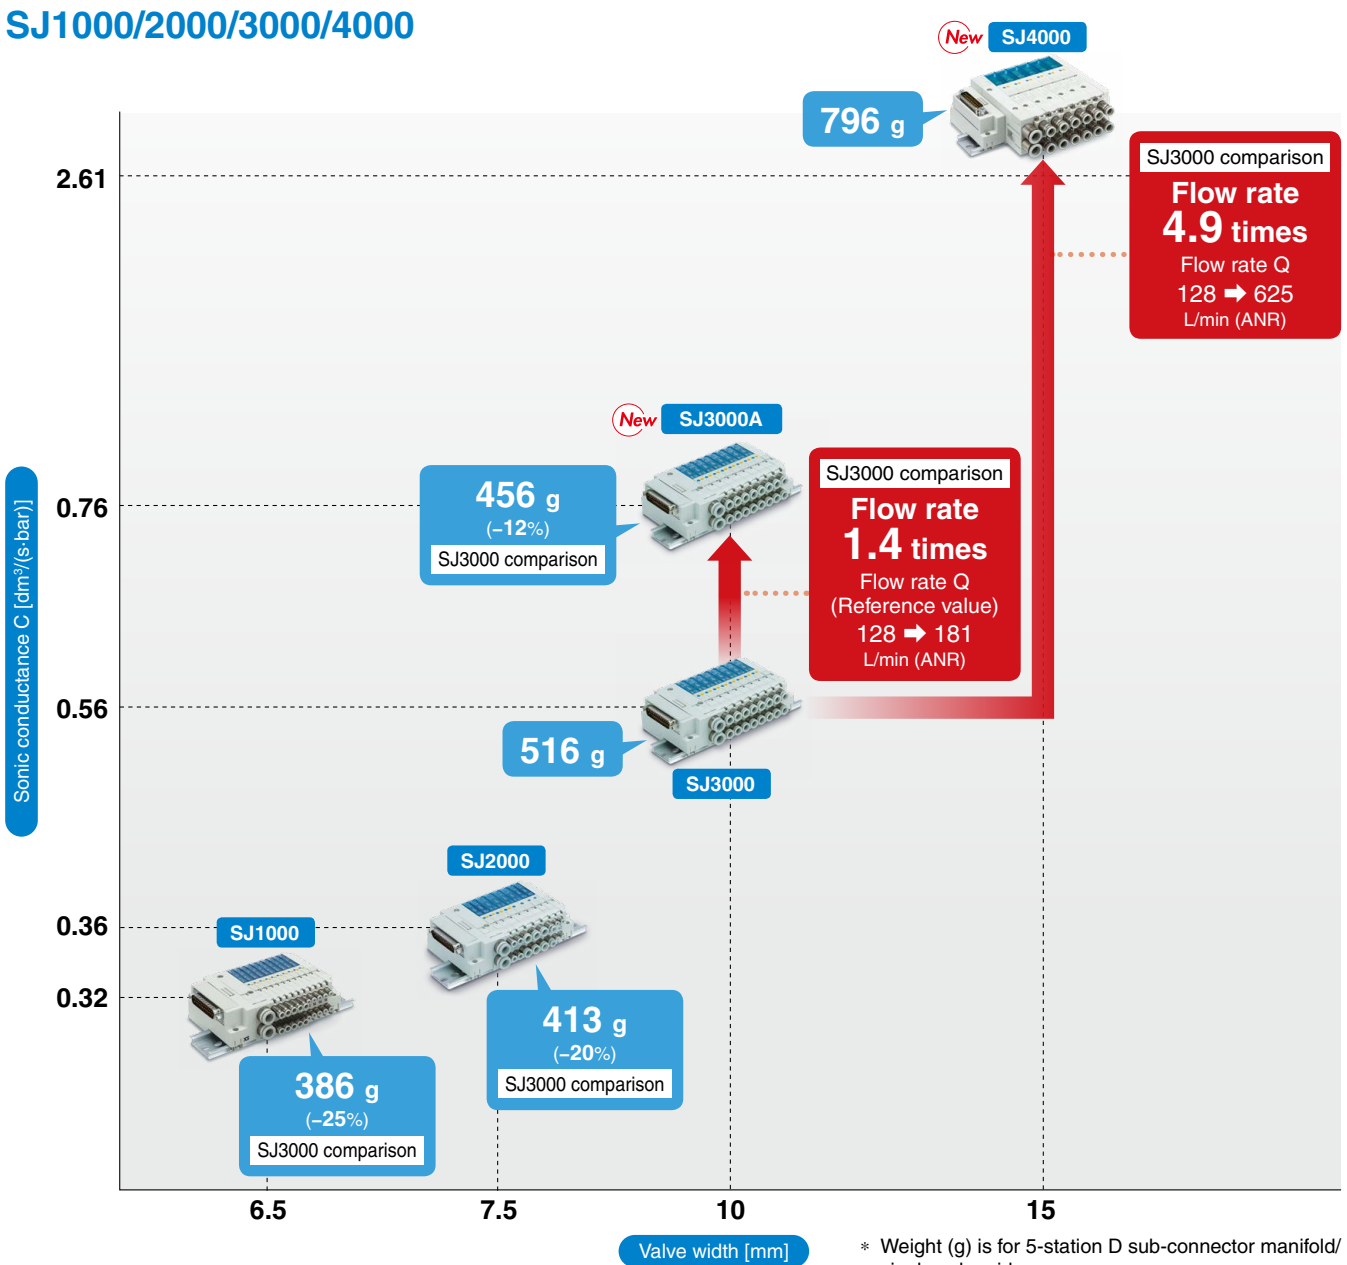 SJ1000/2000/3000/4000
New SJ4000
796 g
SJ3000 comparison
Flow rate
4.9 times
Flow rate Q
128 ➡ 625
L/min (ANR)
2.61
New SJ3000A
456 g
(−12%)
SJ3000 comparison
SJ3000 comparison
Flow rate
1.4 times
Flow rate Q
(Reference value)
128 ➡ 181
L/min (ANR)
0.76
Sonic conductance C [dm³/(s·bar)]
0.56
516 g
SJ3000
SJ2000
0.36
SJ1000
0.32
413 g
(−20%)
SJ3000 comparison
386 g
(−25%)
SJ3000 comparison
6.5 7.5 10 15
Valve width [mm]
* Weight (g) is for 5-station D sub-connector manifold/